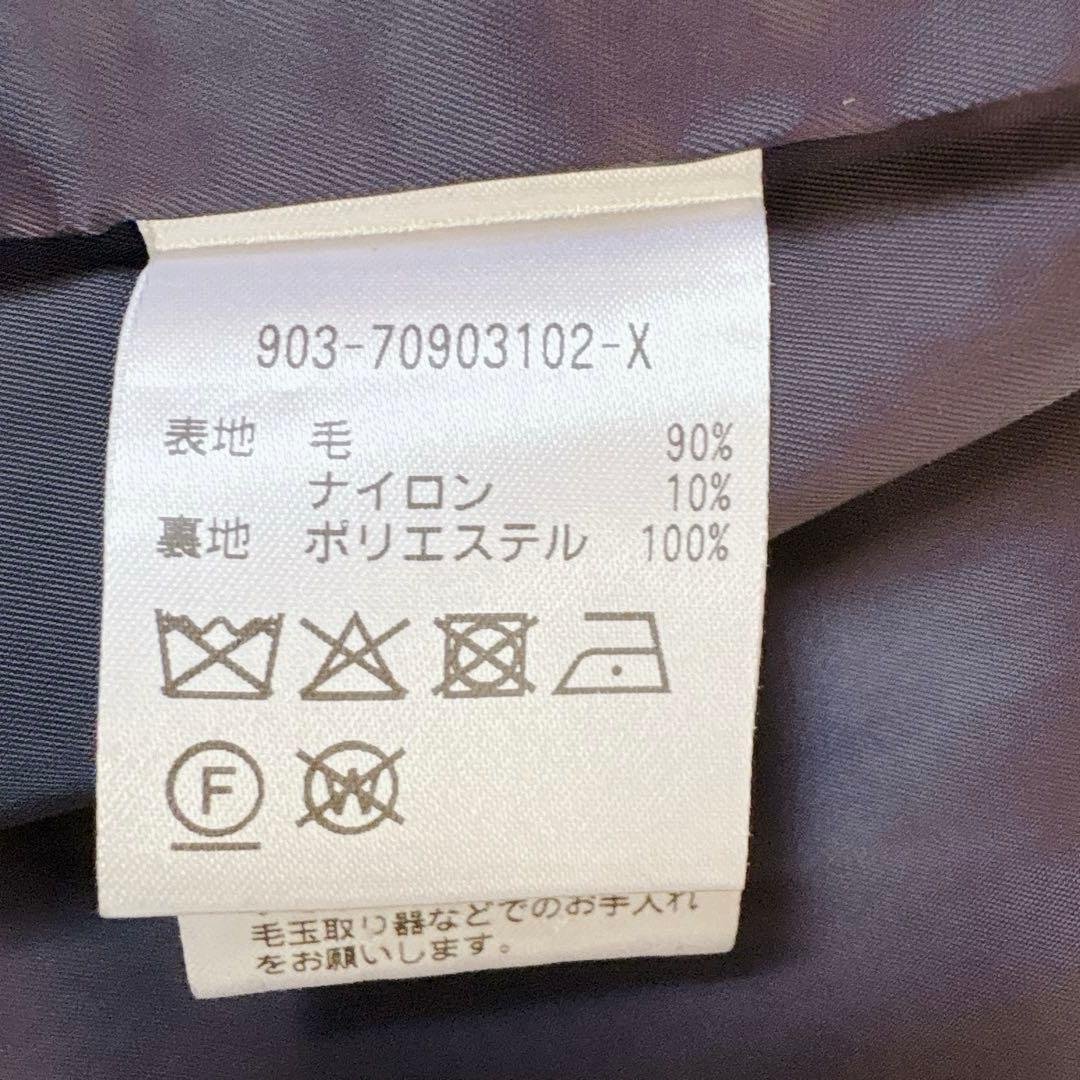 903-70903102-X
表地 毛 90%
ナイロン 10%
裏地 ポリエステル 100%
F
W
毛玉取り器などでのお手入れ
をお願いします。